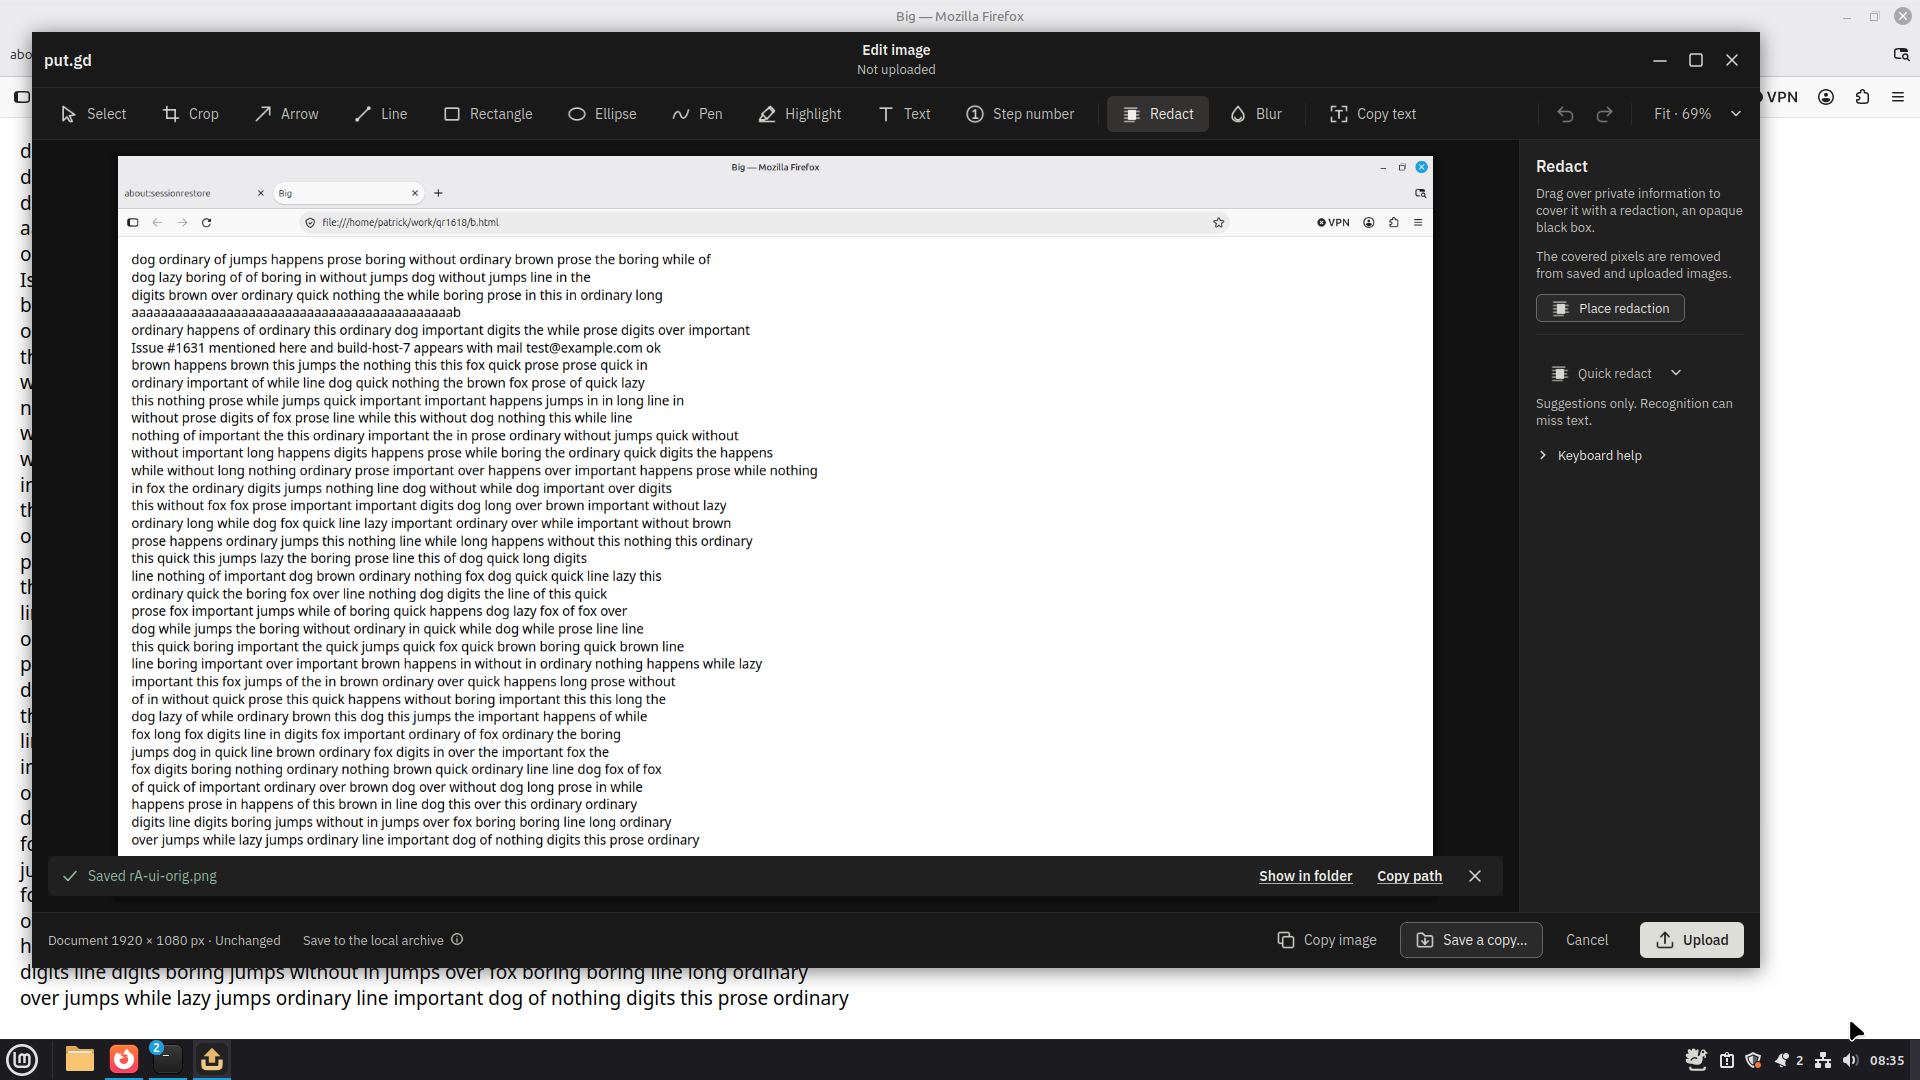 Big — Mozilla Firefox
abo
put.gd
Edit image
Not uploaded
Select
Crop
Arrow
Line
Rectangle
Ellipse
Pen
Highlight
Text
Step number
Redact
Blur
Copy text
Fit · 69%
VPN
Big — Mozilla Firefox
about:sessionrestore
Big
file:///home/patrick/work/qr1618/b.html
VPN
dog ordinary of jumps happens prose boring without ordinary brown prose the boring while of
dog lazy boring of of boring in without jumps dog without jumps line in the
digits brown over ordinary quick nothing the while boring prose in this in ordinary long
aaaaaaaaaaaaaaaaaaaaaaaaaaaaaaaaaaaaaaaaaaaab
ordinary happens of ordinary this ordinary dog important digits the while prose digits over important
Issue #1631 mentioned here and build-host-7 appears with mail test@example.com ok
brown happens brown this jumps the nothing this this fox quick prose prose quick in
ordinary important of while line dog quick nothing the brown fox prose of quick lazy
this nothing prose while jumps quick important important happens jumps in in long line in
without prose digits of fox prose line while this without dog nothing this while line
nothing of important the this ordinary important the in prose ordinary without jumps quick without
without important long happens digits happens prose while boring the ordinary quick digits the happens
while without long nothing ordinary prose important over happens over important happens prose while nothing
in fox the ordinary digits jumps nothing line dog without while dog important over digits
this without fox fox prose important important digits dog long over brown important without lazy
ordinary long while dog fox quick line lazy important ordinary over while important without brown
prose happens ordinary jumps this nothing line while long happens without this nothing this ordinary
this quick this jumps lazy the boring prose line this of dog quick long digits
line nothing of important dog brown ordinary nothing fox dog quick quick line lazy this
ordinary quick the boring fox over line nothing dog digits the line of this quick
prose fox important jumps while of boring quick happens dog lazy fox of fox over
dog while jumps the boring without ordinary in quick while dog while prose line line
this quick boring important the quick jumps quick fox quick brown boring quick brown line
line boring important over important brown happens in without in ordinary nothing happens while lazy
important this fox jumps of the in brown ordinary over quick happens long prose without
of in without quick prose this quick happens without boring important this this long the
dog lazy of while ordinary brown this dog this jumps the important happens of while
fox long fox digits line in digits fox important ordinary of fox ordinary the boring
jumps dog in quick line brown ordinary fox digits in over the important fox the
fox digits boring nothing ordinary nothing brown quick ordinary line line dog fox of fox
of quick of important ordinary over brown dog over without dog long prose in while
happens prose in happens of this brown in line dog this over this ordinary ordinary
digits line digits boring jumps without in jumps over fox boring boring line long ordinary
over jumps while lazy jumps ordinary line important dog of nothing digits this prose ordinary
Redact
Drag over private information to
cover it with a redaction, an opaque
black box.
The covered pixels are removed
from saved and uploaded images.
Place redaction
Quick redact
Suggestions only. Recognition can
miss text.
Keyboard help
Saved rA-ui-orig.png
Show in folder
Copy path
Document 1920 × 1080 px · Unchanged
Save to the local archive
Copy image
Save a copy...
Cancel
Upload
digits line digits boring jumps without in jumps over fox boring boring line long ordinary
over jumps while lazy jumps ordinary line important dog of nothing digits this prose ordinary
2
2
08:35